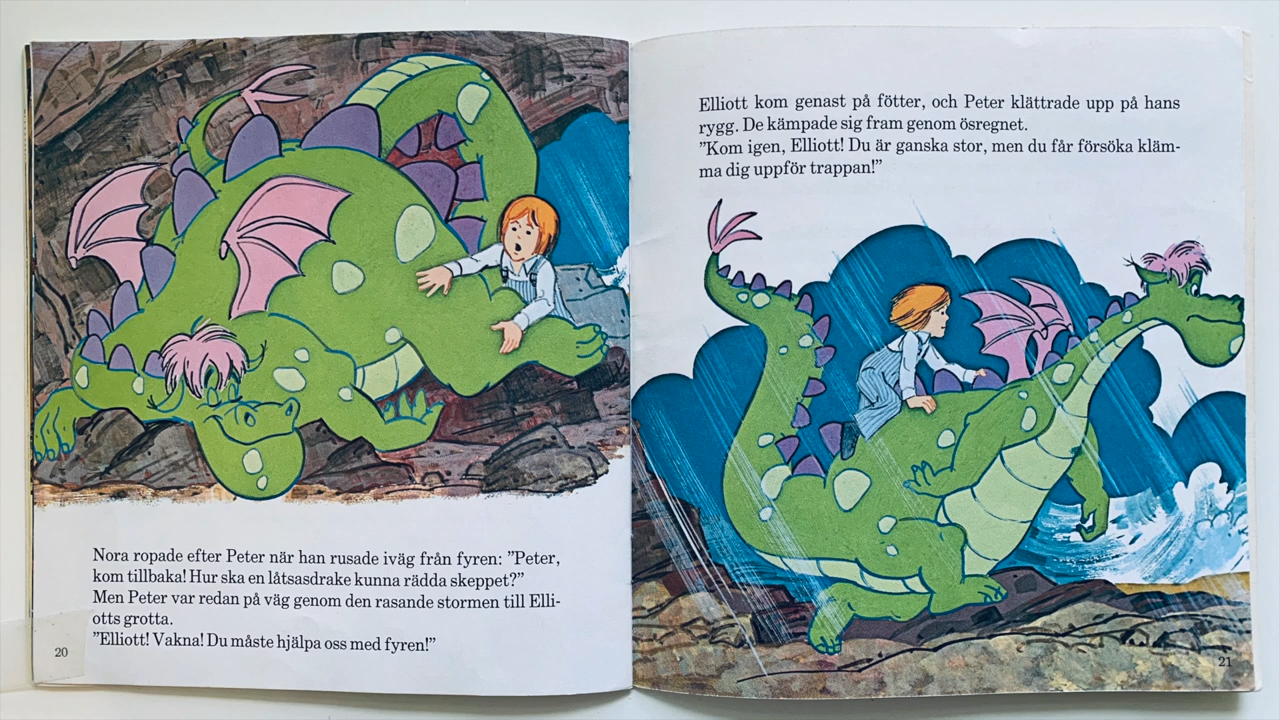 Nora ropade efter Peter när han rusade iväg från fyren: ”Peter,
kom tillbaka! Hur ska en låtsasdrake kunna rädda skeppet?”
Men Peter var redan på väg genom den rasande stormen till Elli-
otts grotta.
”Elliott! Vakna! Du måste hjälpa oss med fyren!”
20
Elliott kom genast på fötter, och Peter klättrade upp på hans
rygg. De kämpade sig fram genom ösregnet.
”Kom igen, Elliott! Du är ganska stor, men du får försöka kläm-
ma dig uppför trappan!”
21